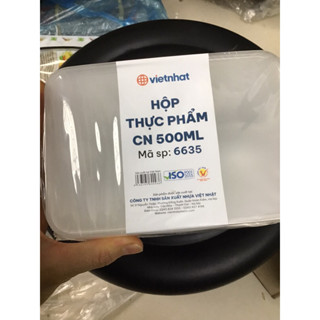 vietnhat
HỘP
THỰC PHẨM
CN 500ML
Mã sp: 6635
ISO
CÔNG TY TNHH SẢN XUẤT NHỰA VIỆT NHẬT